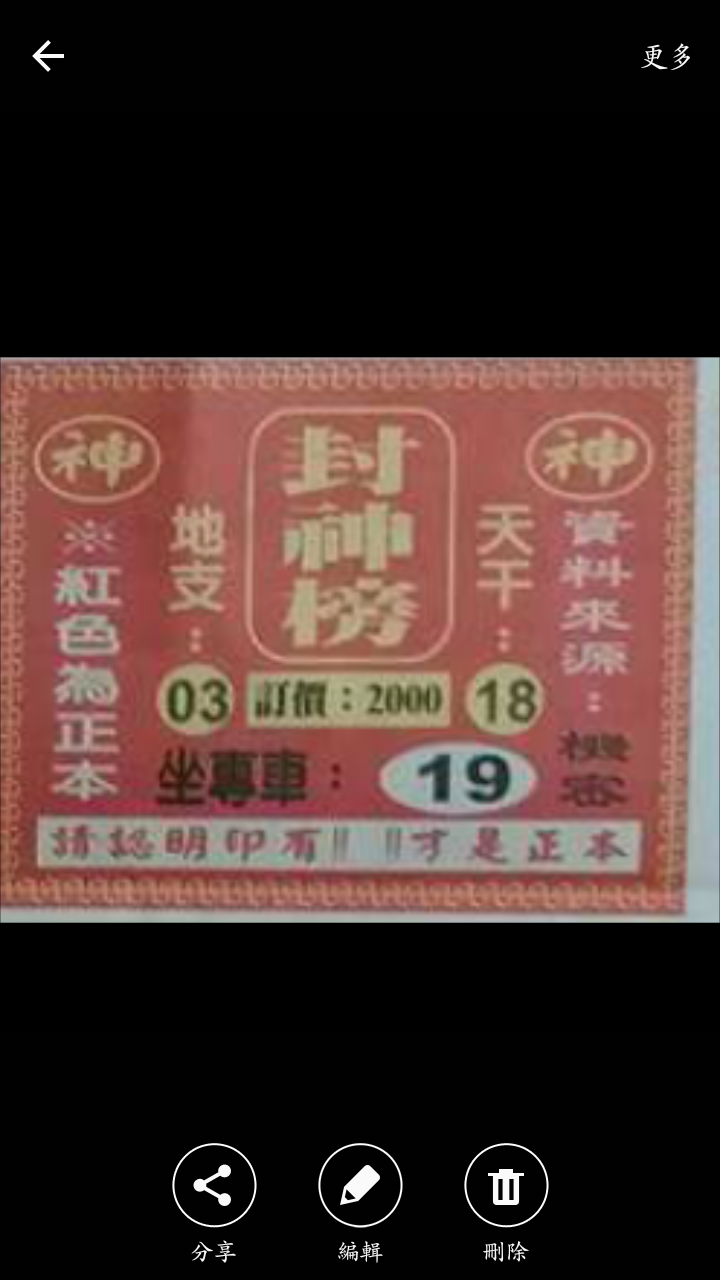 更多
神
神
封神榜
天干：
18
地支：
03
資料來源：機密
※紅色為正本
訂價：2000
坐專車：19
請認明印有‖ ‖才是正本
分享
編輯
刪除